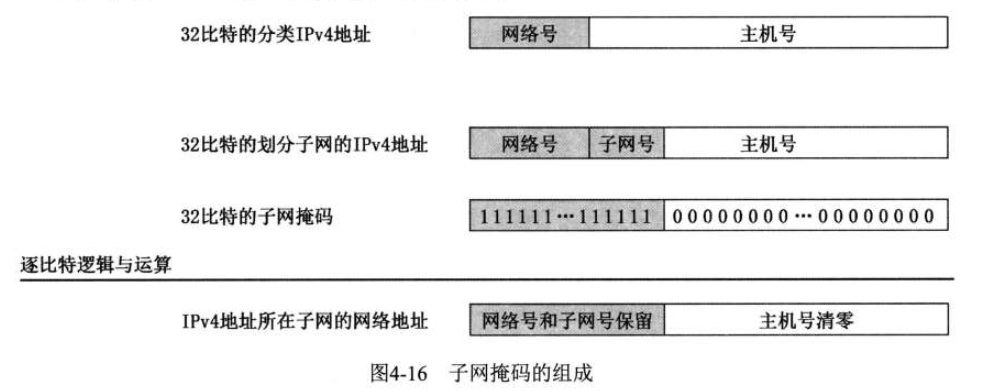 32比特的分类IPv4地址 网络号 主机号
32比特的划分子网的IPv4地址 网络号 子网号 主机号
32比特的子网掩码 111111…111111 00000000…00000000
逐比特逻辑与运算
IPv4地址所在子网的网络地址 网络号和子网号保留 主机号清零
图4-16 子网掩码的组成